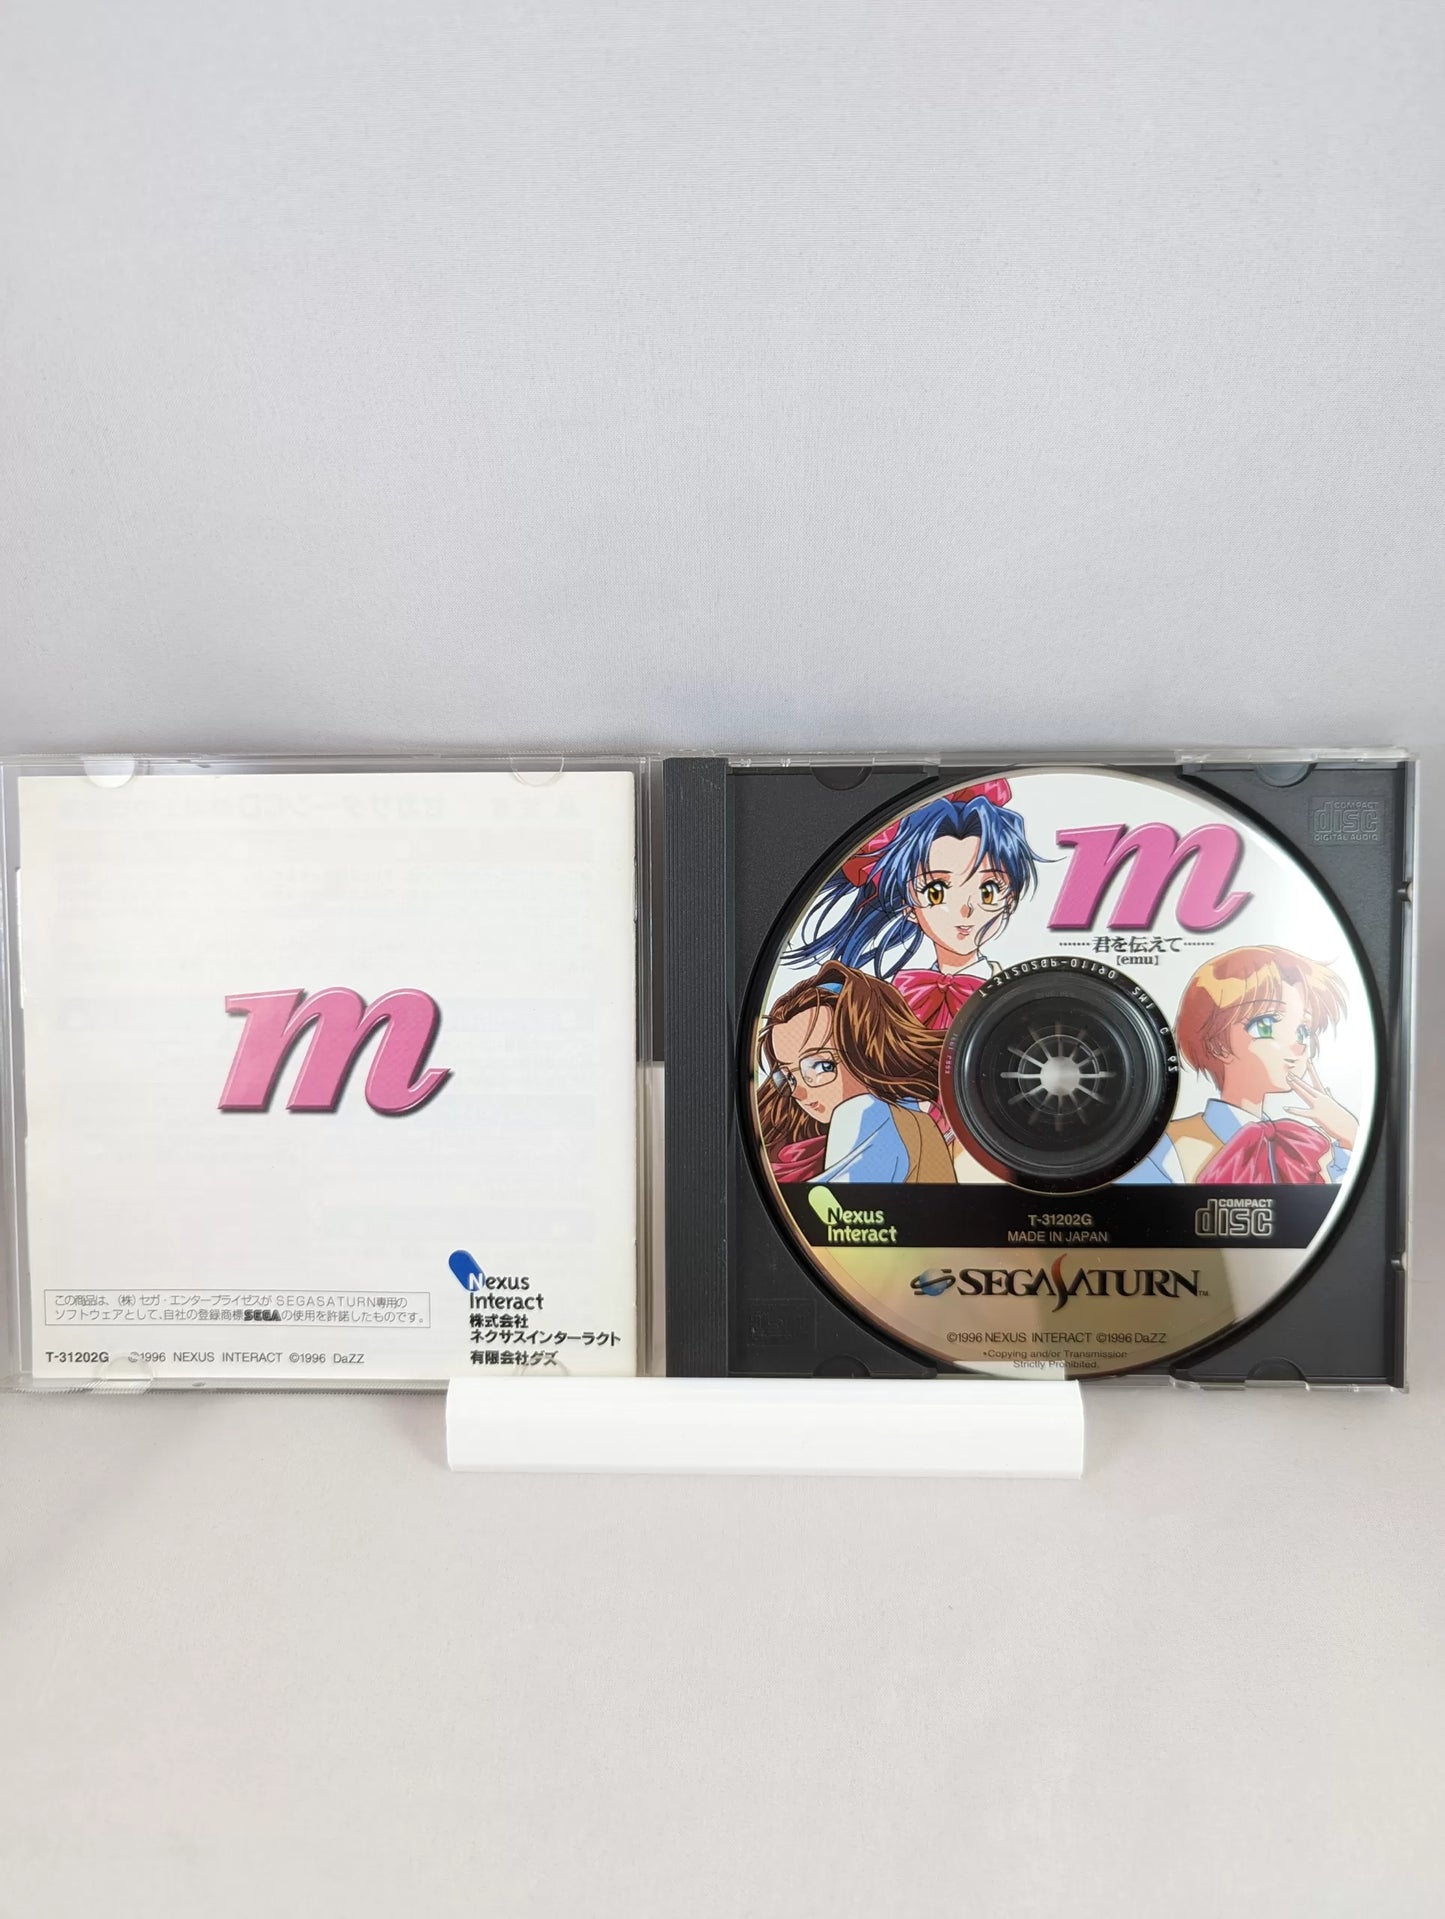 m
Nexus
Interact
株式会社
ネクサスインターラクト
有限会社ダズ
この商品は、(株)セガ・エンタープライゼスがSEGASATURN専用の
ソフトウェアとして、自社の登録商標SEGAの使用を許諾したものです。
T-31202G ©1996 NEXUS INTERACT ©1996 DaZZ
COMPACT
disc
DIGITAL AUDIO
m
君を伝えて
[emu]
Nexus
Interact
T-31202G
MADE IN JAPAN
COMPACT
disc
SEGASATURN™
©1996 NEXUS INTERACT ©1996 DaZZ
•Copying and/or Transmission
Strictly Prohibited.